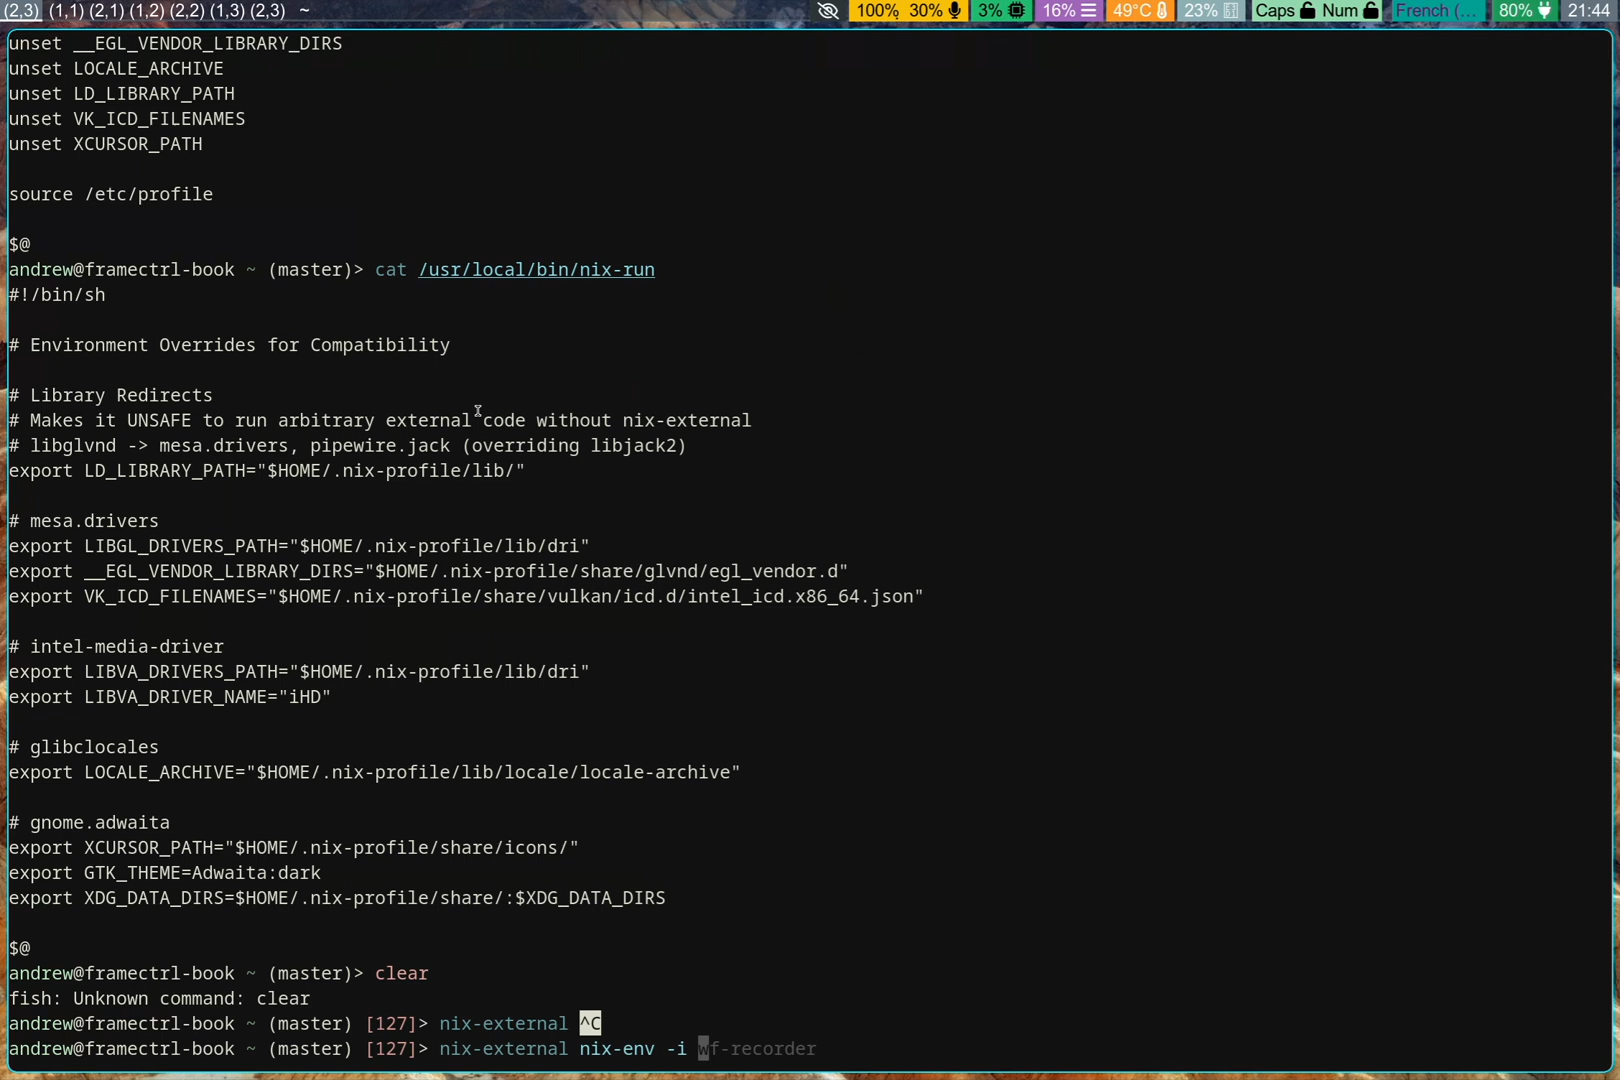 (2,3) (1,1) (2,1) (1,2) (2,2) (1,3) (2,3) ~ 100% 30% 3% 16% 49°C 23% Caps Num French (... 80% 21:44
unset __EGL_VENDOR_LIBRARY_DIRS
unset LOCALE_ARCHIVE
unset LD_LIBRARY_PATH
unset VK_ICD_FILENAMES
unset XCURSOR_PATH
source /etc/profile
$@
andrew@framectrl-book ~ (master)> cat /usr/local/bin/nix-run
#!/bin/sh
# Environment Overrides for Compatibility
# Library Redirects
# Makes it UNSAFE to run arbitrary external code without nix-external
# libglvnd -> mesa.drivers, pipewire.jack (overriding libjack2)
export LD_LIBRARY_PATH="$HOME/.nix-profile/lib/"
# mesa.drivers
export LIBGL_DRIVERS_PATH="$HOME/.nix-profile/lib/dri"
export __EGL_VENDOR_LIBRARY_DIRS="$HOME/.nix-profile/share/glvnd/egl_vendor.d"
export VK_ICD_FILENAMES="$HOME/.nix-profile/share/vulkan/icd.d/intel_icd.x86_64.json"
# intel-media-driver
export LIBVA_DRIVERS_PATH="$HOME/.nix-profile/lib/dri"
export LIBVA_DRIVER_NAME="iHD"
# glibclocales
export LOCALE_ARCHIVE="$HOME/.nix-profile/lib/locale/locale-archive"
# gnome.adwaita
export XCURSOR_PATH="$HOME/.nix-profile/share/icons/"
export GTK_THEME=Adwaita:dark
export XDG_DATA_DIRS=$HOME/.nix-profile/share/:$XDG_DATA_DIRS
$@
andrew@framectrl-book ~ (master)> clear
fish: Unknown command: clear
andrew@framectrl-book ~ (master) [127]> nix-external ^C
andrew@framectrl-book ~ (master) [127]> nix-external nix-env -i wf-recorder